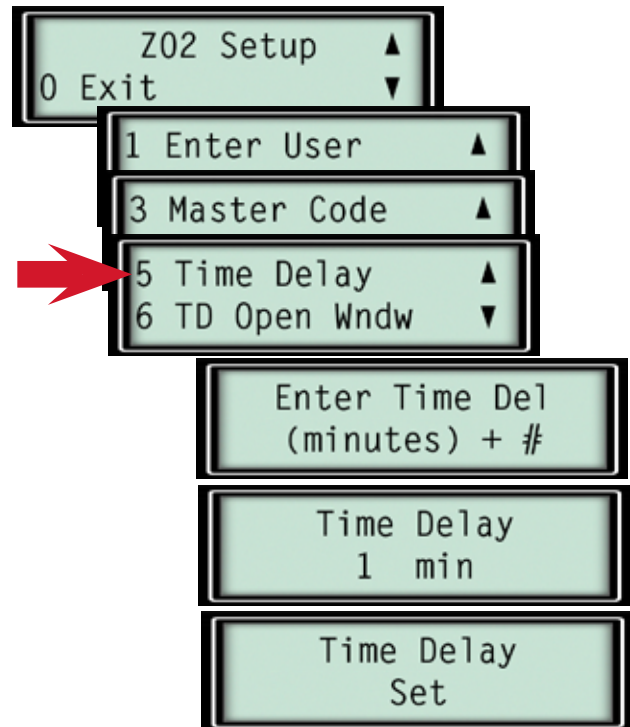 Z02 Setup ▲
0 Exit ▼
1 Enter User ▲
3 Master Code ▲
5 Time Delay ▲
6 TD Open Wndw ▼
Enter Time Del
(minutes) + #
Time Delay
1 min
Time Delay
Set